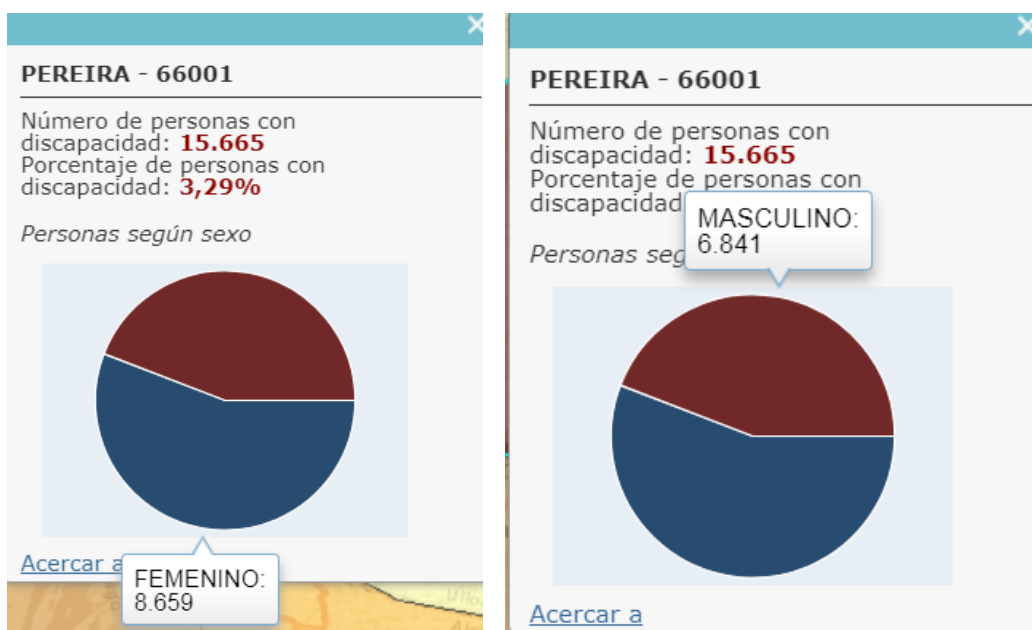 PEREIRA - 66001
Número de personas con
discapacidad: 15.665
Porcentaje de personas con
discapacidad: 3,29%
Personas según sexo
Acercar a
FEMENINO:
8.659
PEREIRA - 66001
Número de personas con
discapacidad: 15.665
Porcentaje de personas con
discapacidad
MASCULINO:
6.841
Personas
Acercar a